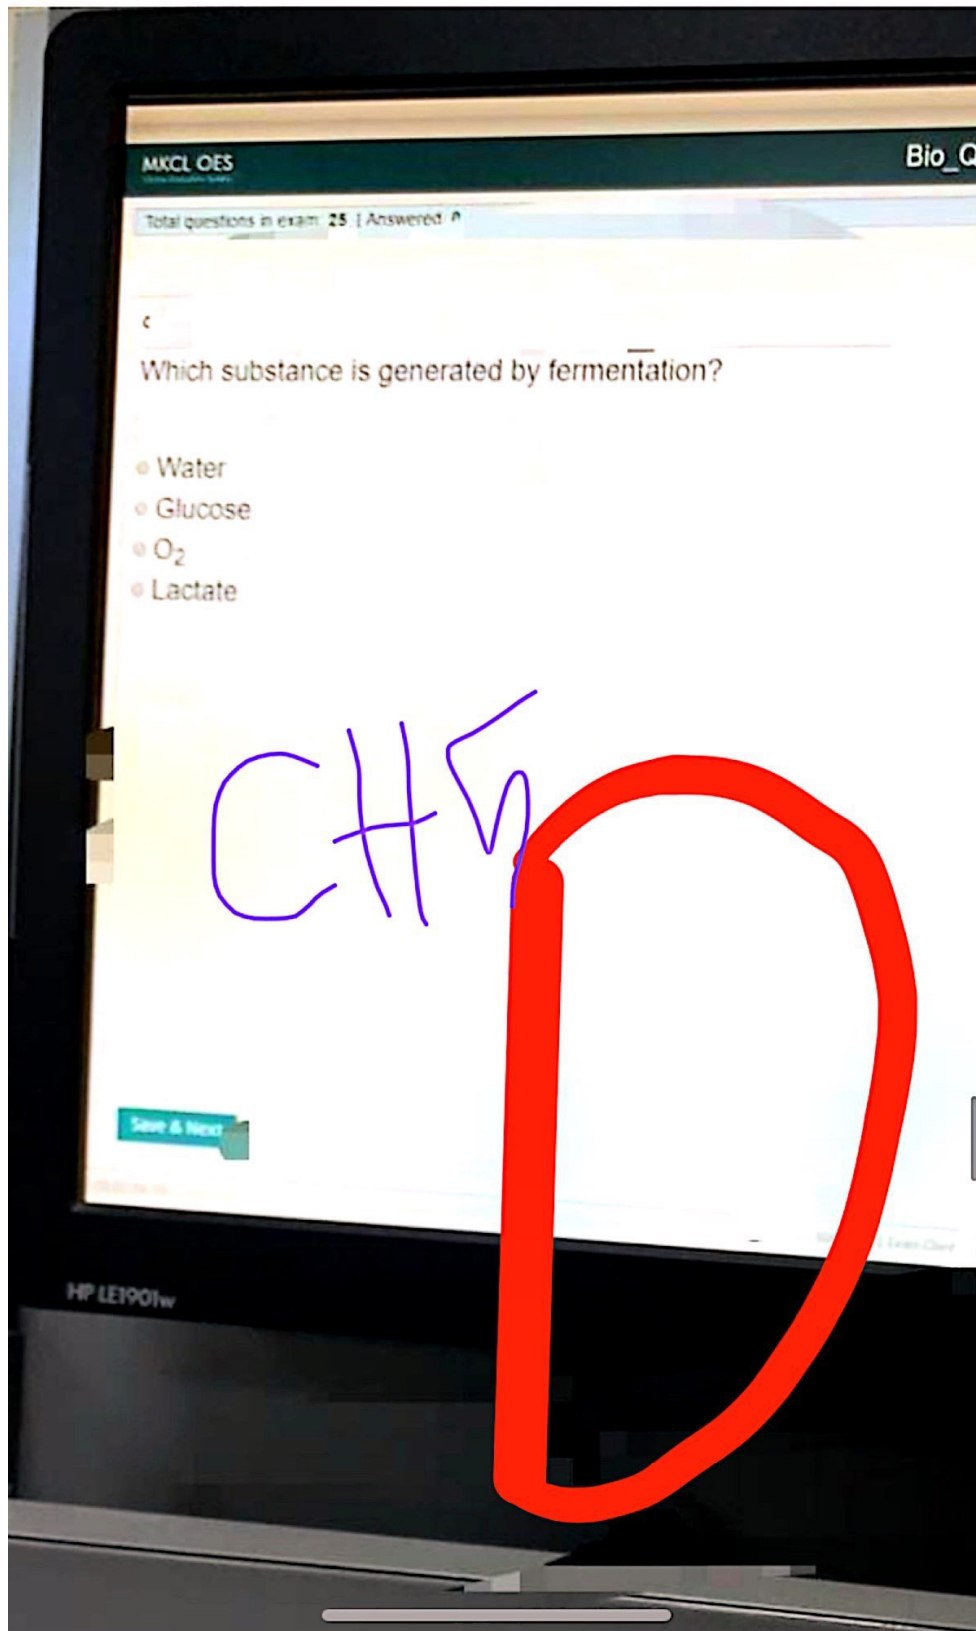 MKCL OES
Bio_Q
Total questions in exam: 25 | Answered:
Which substance is generated by fermentation?
Water
Glucose
O₂
Lactate
CH5
D
Save & Next
HP LE1901w